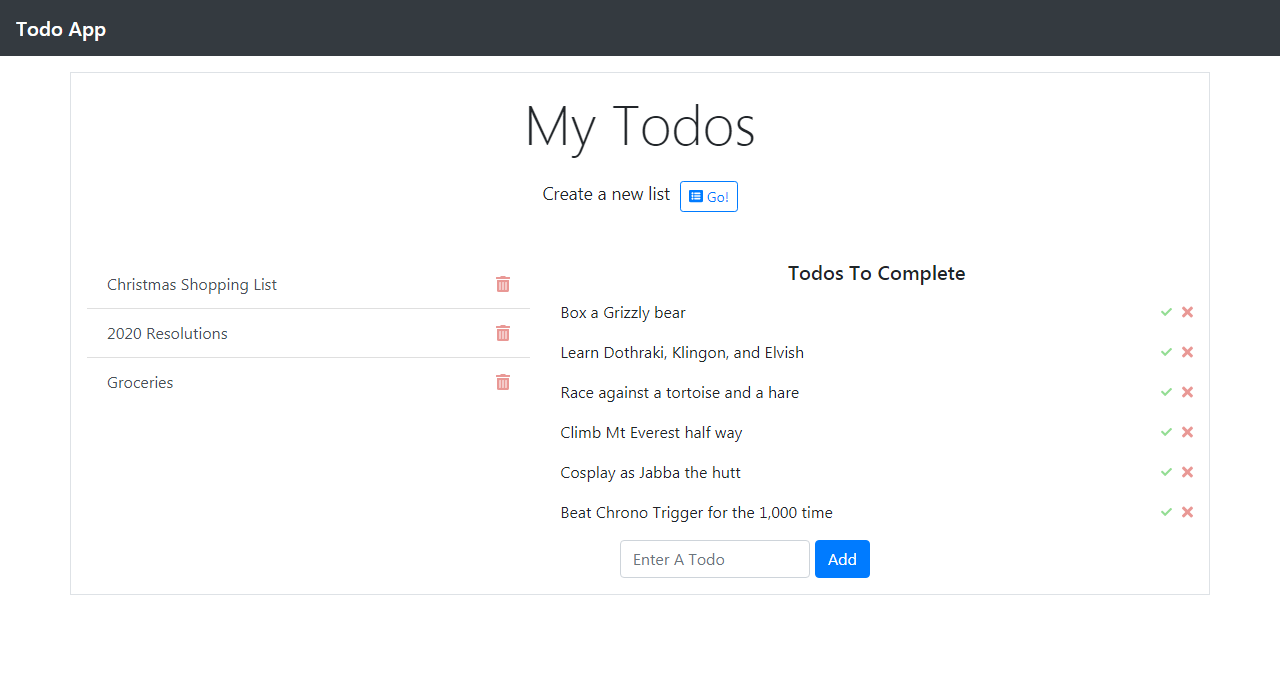 Todo App
My Todos
Create a new list Go!
Christmas Shopping List
2020 Resolutions
Groceries
Todos To Complete
Box a Grizzly bear
Learn Dothraki, Klingon, and Elvish
Race against a tortoise and a hare
Climb Mt Everest half way
Cosplay as Jabba the hutt
Beat Chrono Trigger for the 1,000 time
Enter A Todo Add